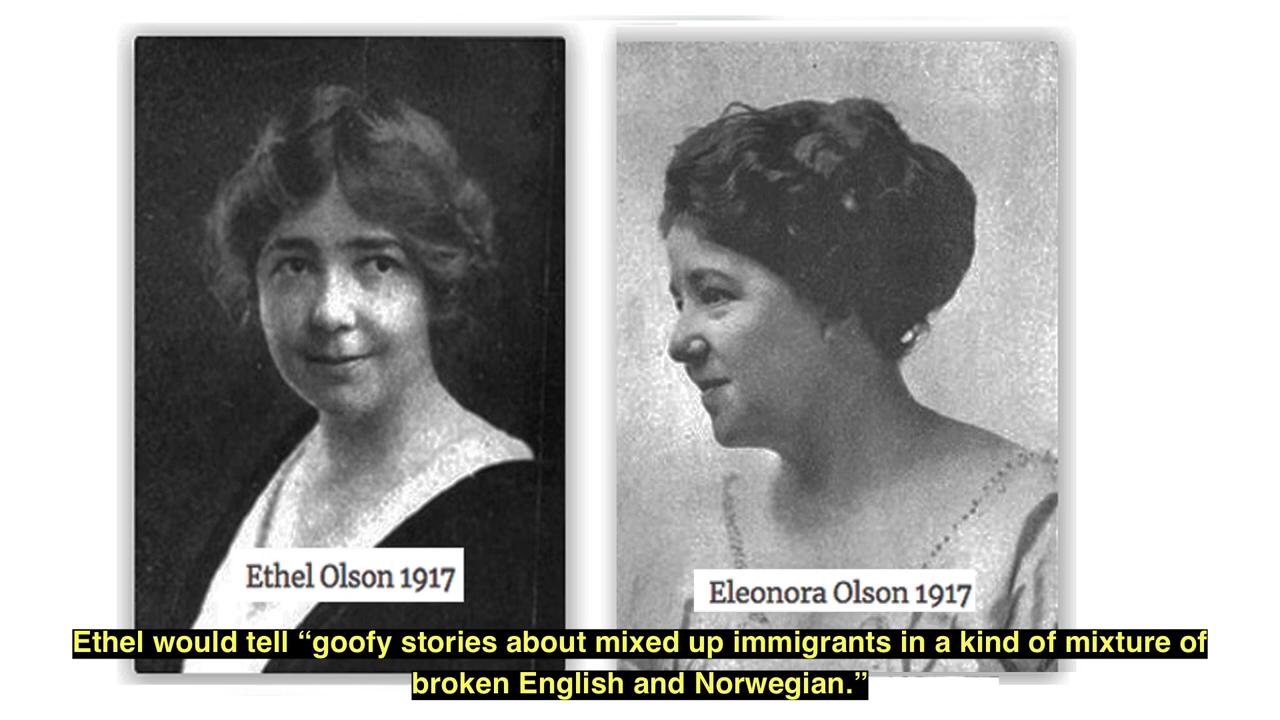 Ethel Olson 1917
Eleonora Olson 1917
Ethel would tell “goofy stories about mixed up immigrants in a kind of mixture of
broken English and Norwegian.”